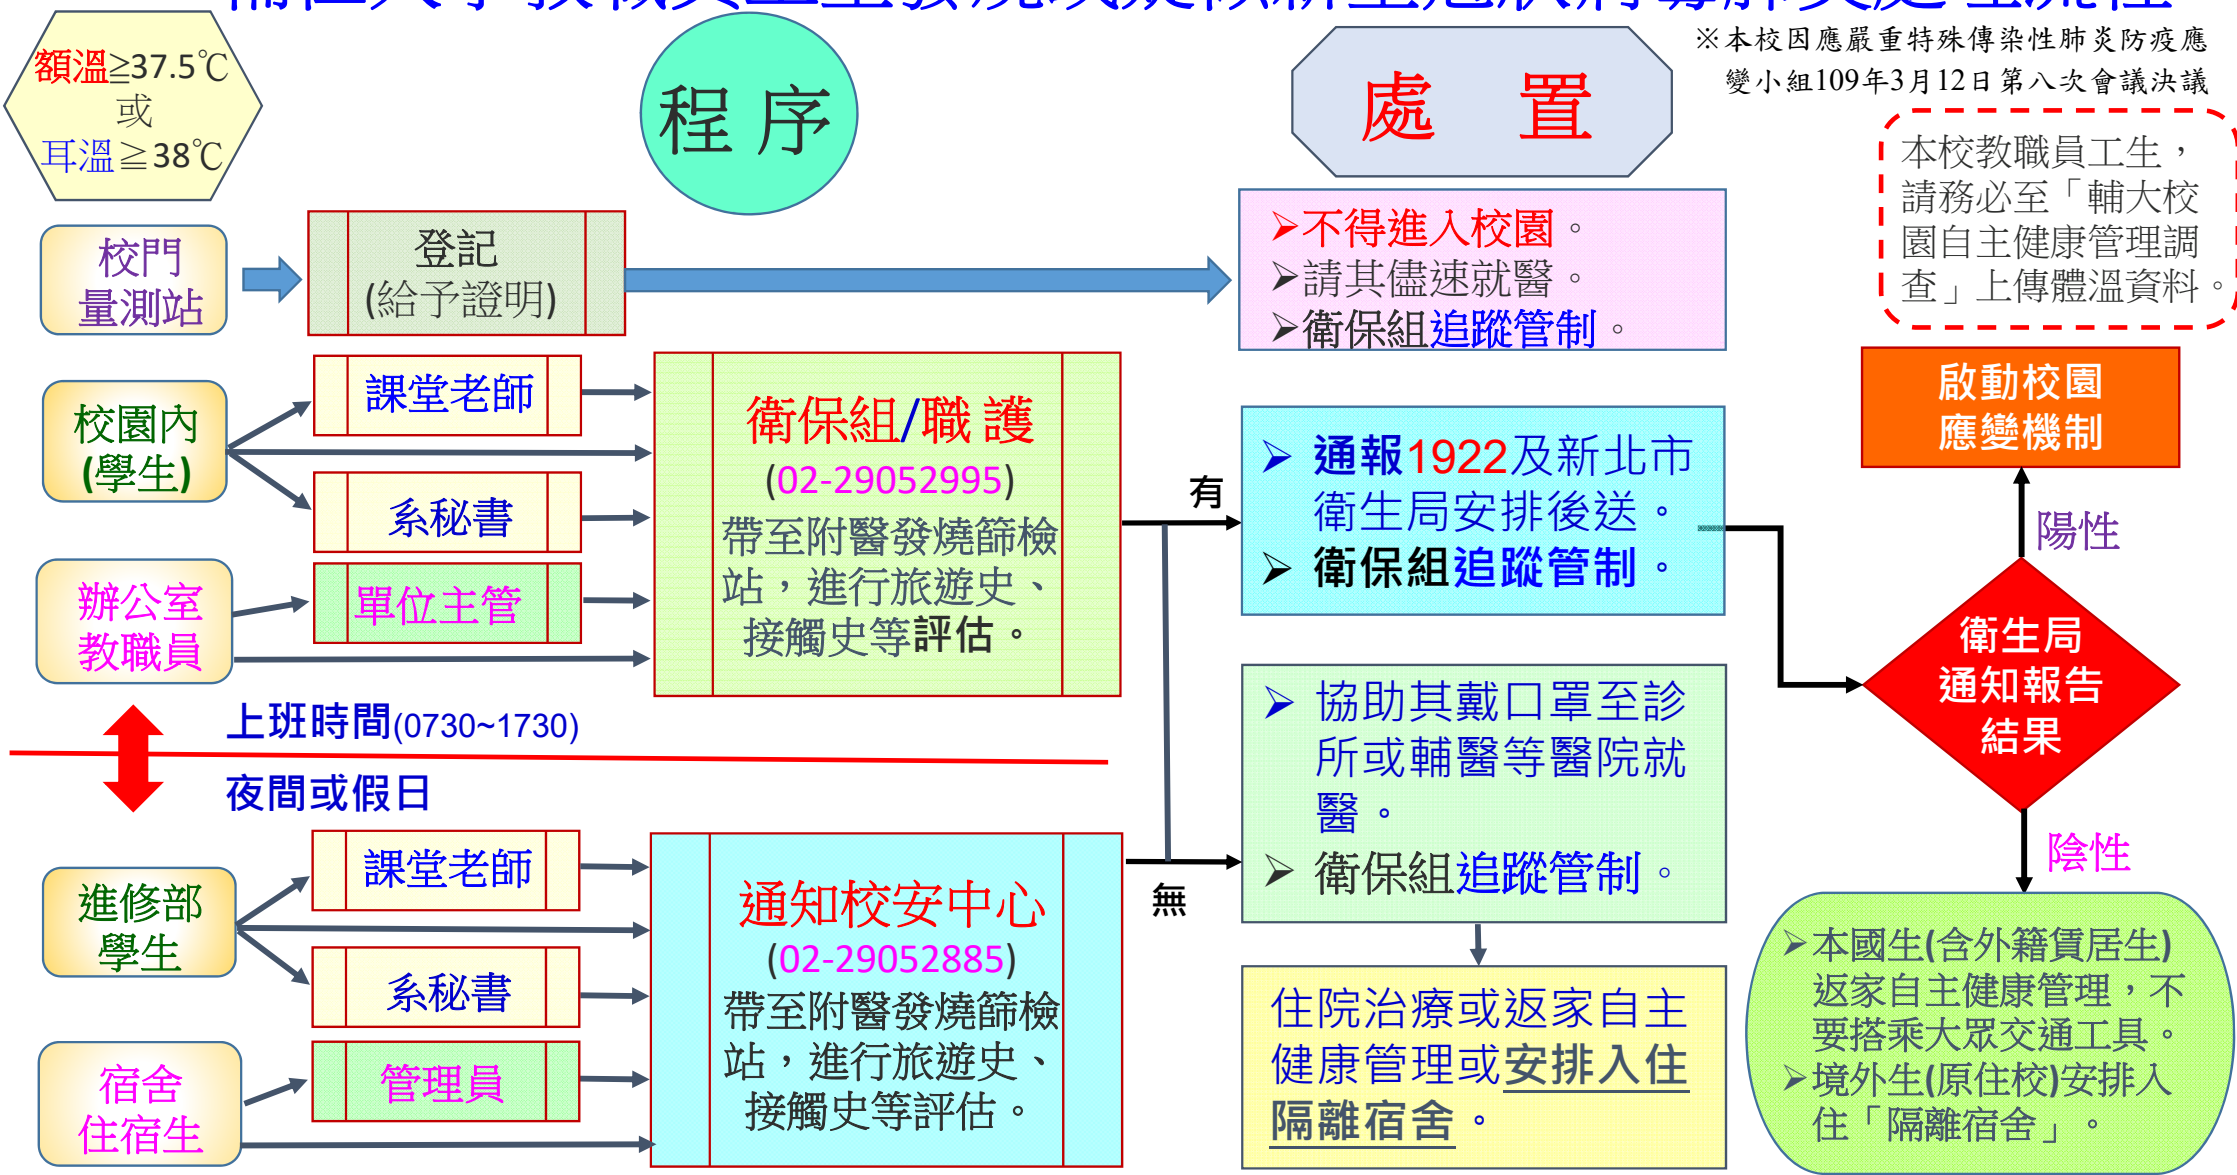 ※本校因應嚴重特殊傳染性肺炎防疫應
變小組109年3月12日第八次會議決議
額溫≧37.5℃
或
耳溫≧38℃
程序
處 置
本校教職員工生，
請務必至「輔大校
園自主健康管理調
查」上傳體溫資料。
校門
量測站
登記
(給予證明)
➢不得進入校園。
➢請其儘速就醫。
➢衛保組追蹤管制。
校園內
(學生)
課堂老師
系秘書
辦公室
教職員
單位主管
衛保組/職護
(02-29052995)
帶至附醫發燒篩檢
站，進行旅遊史、
接觸史等評估。
有
➢ 通報1922及新北市
衛生局安排後送。
➢ 衛保組追蹤管制。
啟動校園
應變機制
陽性
衛生局
通知報告
結果
陰性
上班時間(0730~1730)
夜間或假日
進修部
學生
課堂老師
系秘書
宿舍
住宿生
管理員
通知校安中心
(02-29052885)
帶至附醫發燒篩檢
站，進行旅遊史、
接觸史等評估。
無
➢ 協助其戴口罩至診
所或輔醫等醫院就
醫。
➢ 衛保組追蹤管制。
住院治療或返家自主
健康管理或安排入住
隔離宿舍。
➢本國生(含外籍賃居生)
返家自主健康管理，不
要搭乘大眾交通工具。
➢境外生(原住校)安排入
住「隔離宿舍」。